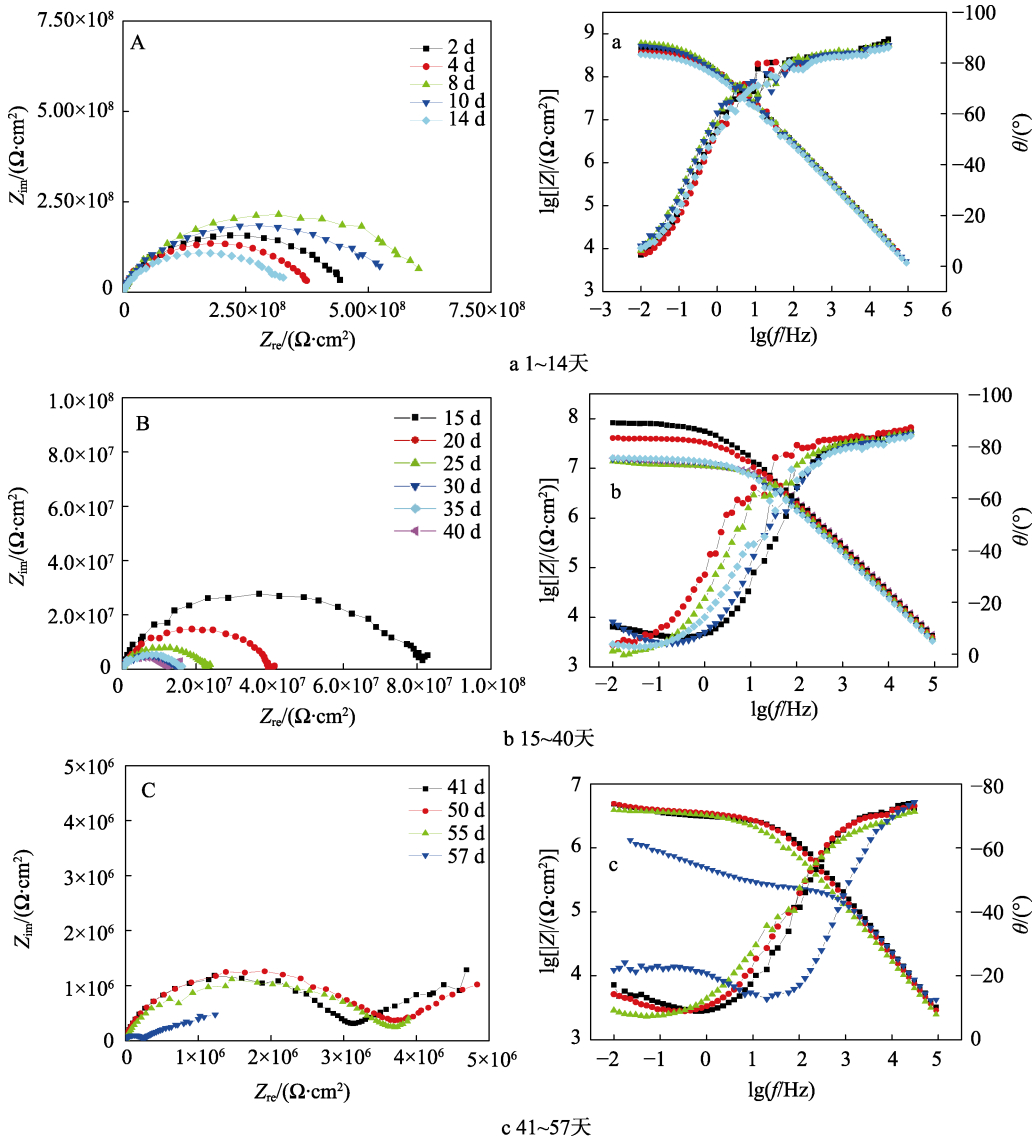 A
2 d
4 d
8 d
10 d
14 d
7.50×10⁸
5.00×10⁸
2.50×10⁸
0
Zim/(Ω·cm²)
2.50×10⁸ 5.00×10⁸ 7.50×10⁸
Zre/(Ω·cm²)
a
9
8
7
6
5
4
3
lg[|Z|/(Ω·cm²)]
−100
−80
−60
−40
−20
0
θ/(°)
−3 −2 −1 0 1 2 3 4 5 6
lg(f/Hz)
a 1~14天
B
15 d
20 d
25 d
30 d
35 d
40 d
1.0×10⁸
8.0×10⁷
6.0×10⁷
4.0×10⁷
2.0×10⁷
0
Zim/(Ω·cm²)
0 2.0×10⁷ 4.0×10⁷ 6.0×10⁷ 8.0×10⁷ 1.0×10⁸
Zre/(Ω·cm²)
b
8
7
6
5
4
3
lg[|Z|/(Ω·cm²)]
−100
−80
−60
−40
−20
0
θ/(°)
−2 −1 0 1 2 3 4 5
lg(f/Hz)
b 15~40天
C
41 d
50 d
55 d
57 d
5×10⁶
4×10⁶
3×10⁶
2×10⁶
1×10⁶
0
Zim/(Ω·cm²)
0 1×10⁶ 2×10⁶ 3×10⁶ 4×10⁶ 5×10⁶
Zre/(Ω·cm²)
c
7
6
5
4
3
lg[|Z|/(Ω·cm²)]
−80
−60
−40
−20
0
θ/(°)
−2 −1 0 1 2 3 4 5
lg(f/Hz)
c 41~57天